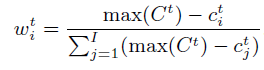 $$w_i^t = \frac{\max(C^t) - c_i^t}{\sum_{j=1}^{I}(\max(C^t) - c_j^t)}$$